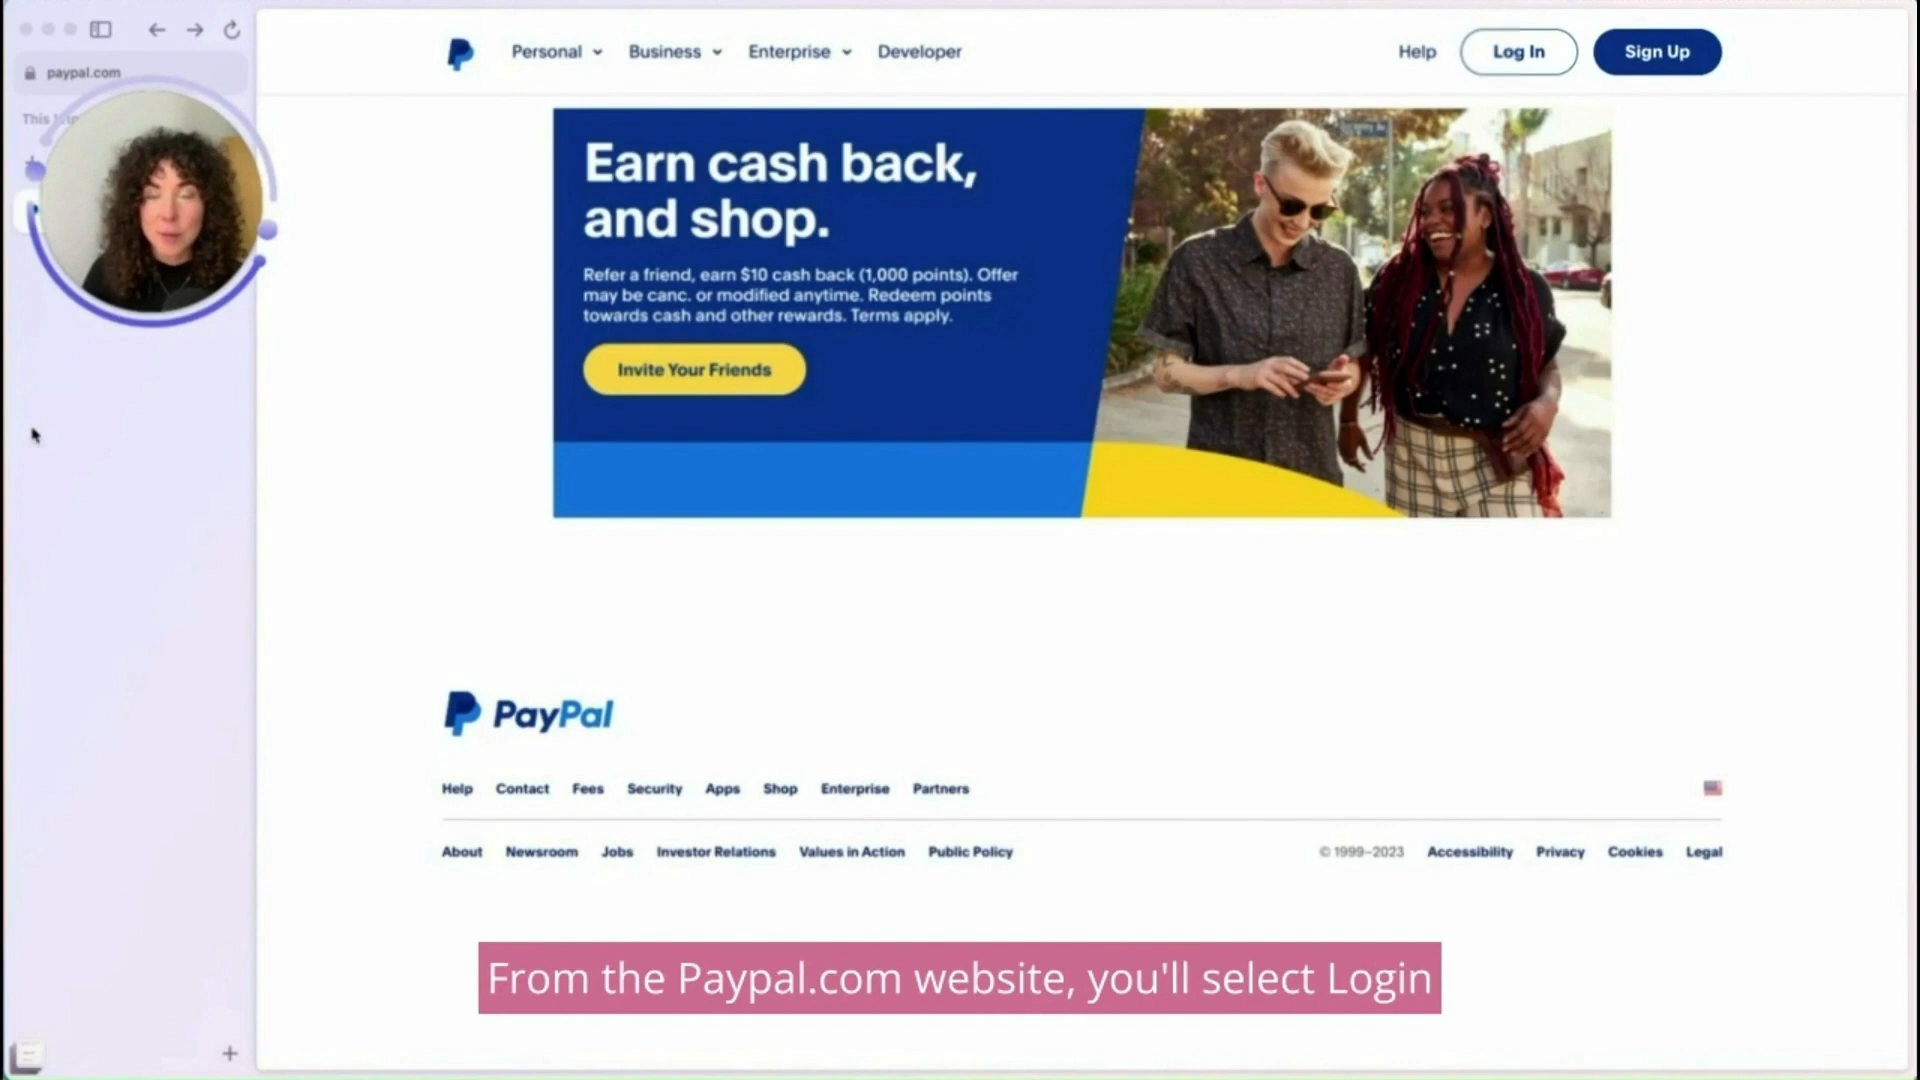 paypal.com
Personal
Business
Enterprise
Developer
Help
Log In
Sign Up
This
Earn cash back,
and shop.
Refer a friend, earn $10 cash back (1,000 points). Offer
may be canc. or modified anytime. Redeem points
towards cash and other rewards. Terms apply.
Invite Your Friends
PayPal
Help Contact Fees Security Apps Shop Enterprise Partners
About Newsroom Jobs Investor Relations Values in Action Public Policy
© 1999–2023 Accessibility Privacy Cookies Legal
From the Paypal.com website, you'll select Login